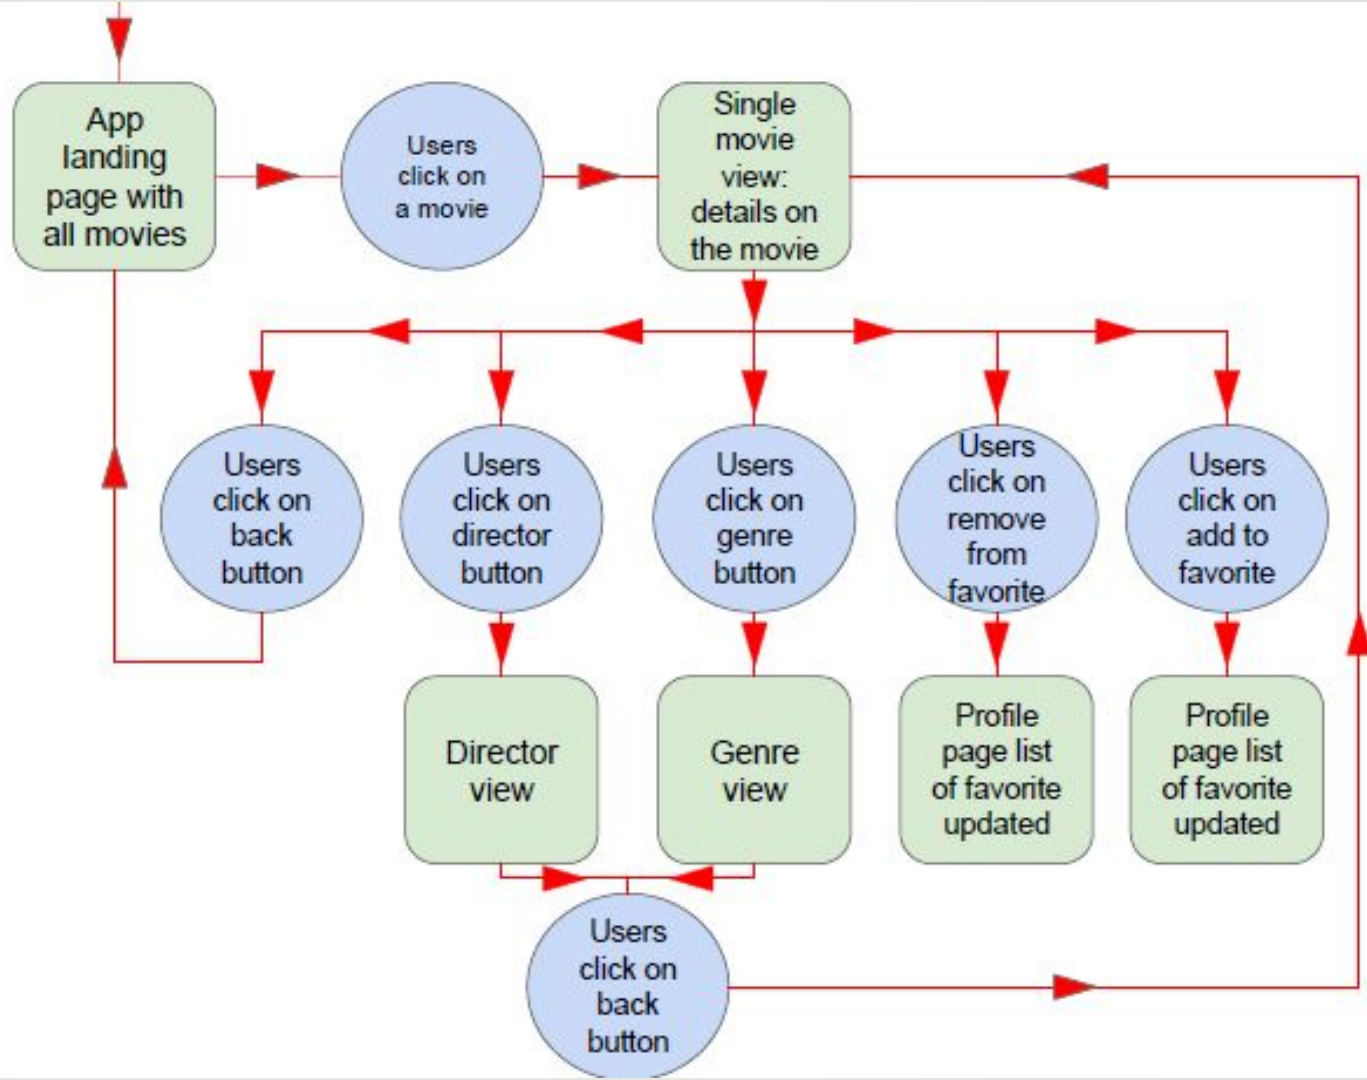 App
landing
page with
all movies
Users
click on
a movie
Single
movie
view:
details on
the movie
Users
click on
back
button
Users
click on
director
button
Users
click on
genre
button
Users
click on
remove
from
favorite
Users
click on
add to
favorite
Director
view
Genre
view
Profile
page list
of favorite
updated
Profile
page list
of favorite
updated
Users
click on
back
button